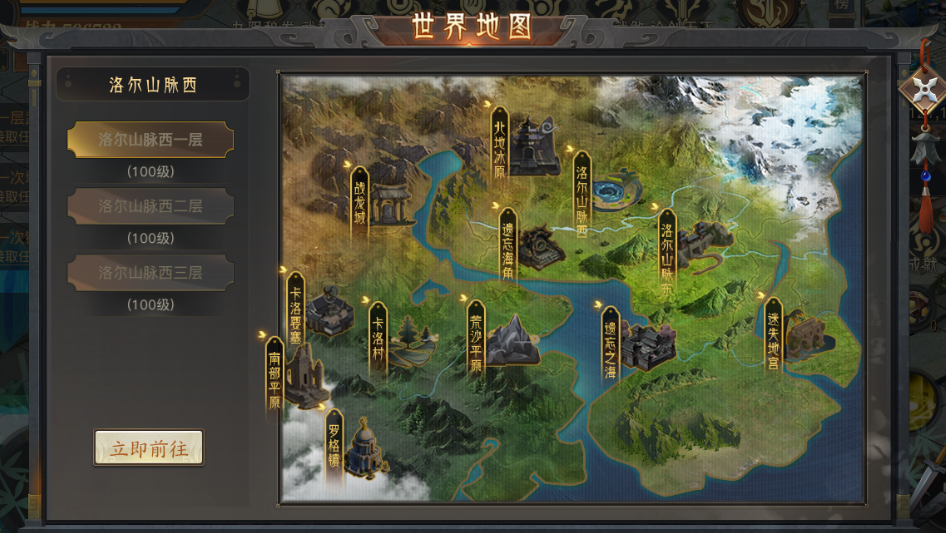 世界地图
洛尔山脉西
洛尔山脉西一层
(100级)
洛尔山脉西二层
(100级)
洛尔山脉西三层
(100级)
立即前往
北地冰原
洛尔山脉西
战龙城
遗忘海角
洛尔山脉东
卡洛要塞
卡洛村
荒沙平原
遗忘之海
迷失地宫
南部平原
罗格镇